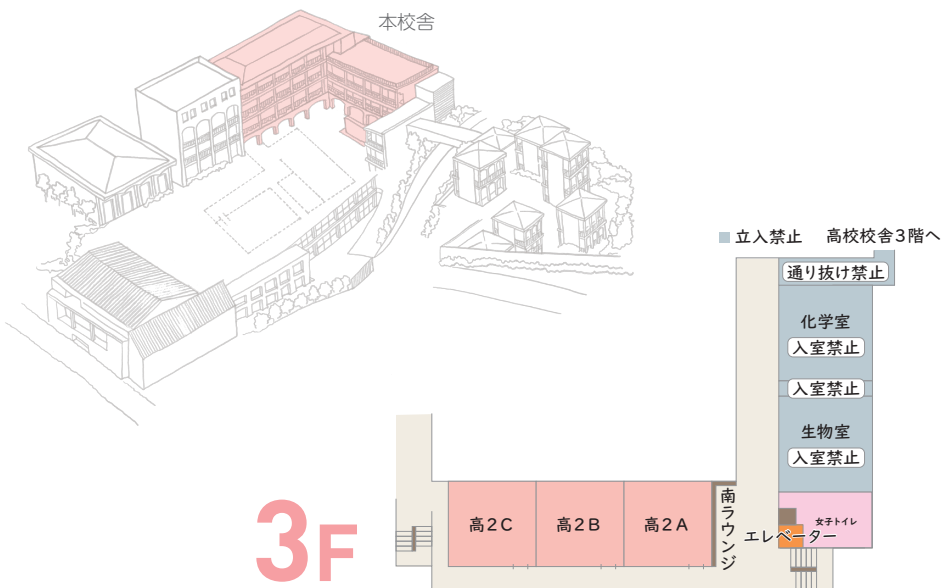 本校舎
立入禁止 高校校舎3階へ
通り抜け禁止
化学室
入室禁止
入室禁止
生物室
入室禁止
女子トイレ
エレベーター
南ラウンジ
高2C 高2B 高2A
3F